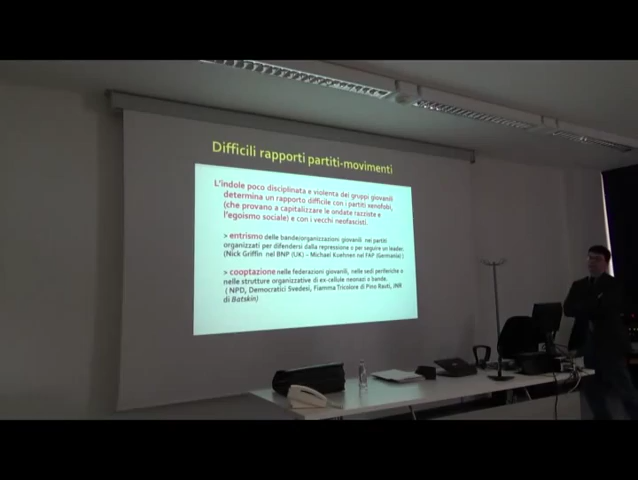 Difficili rapporti partiti-movimenti
L'indole poco disciplinata e violenta dei gruppi giovanili
determina un rapporto difficile con i partiti xenofobi,
(che provano a capitalizzare le ondate razziste e
l'egoismo sociale) e con i vecchi neofascisti.
> entrismo delle bande/organizzazioni giovanili nei partiti
organizzati per difendersi dalla repressione o per seguire un leader.
(Nick Griffin nel BNP (UK) – Michael Kuehnen nel FAP (Germania))
> cooptazione nelle federazioni giovanili, nelle sedi periferiche o
nelle strutture organizzative di ex-cellule neonazi o bande.
( NPD, Democratici Svedesi, Fiamma Tricolore di Pino Rauti,
di Batskin)